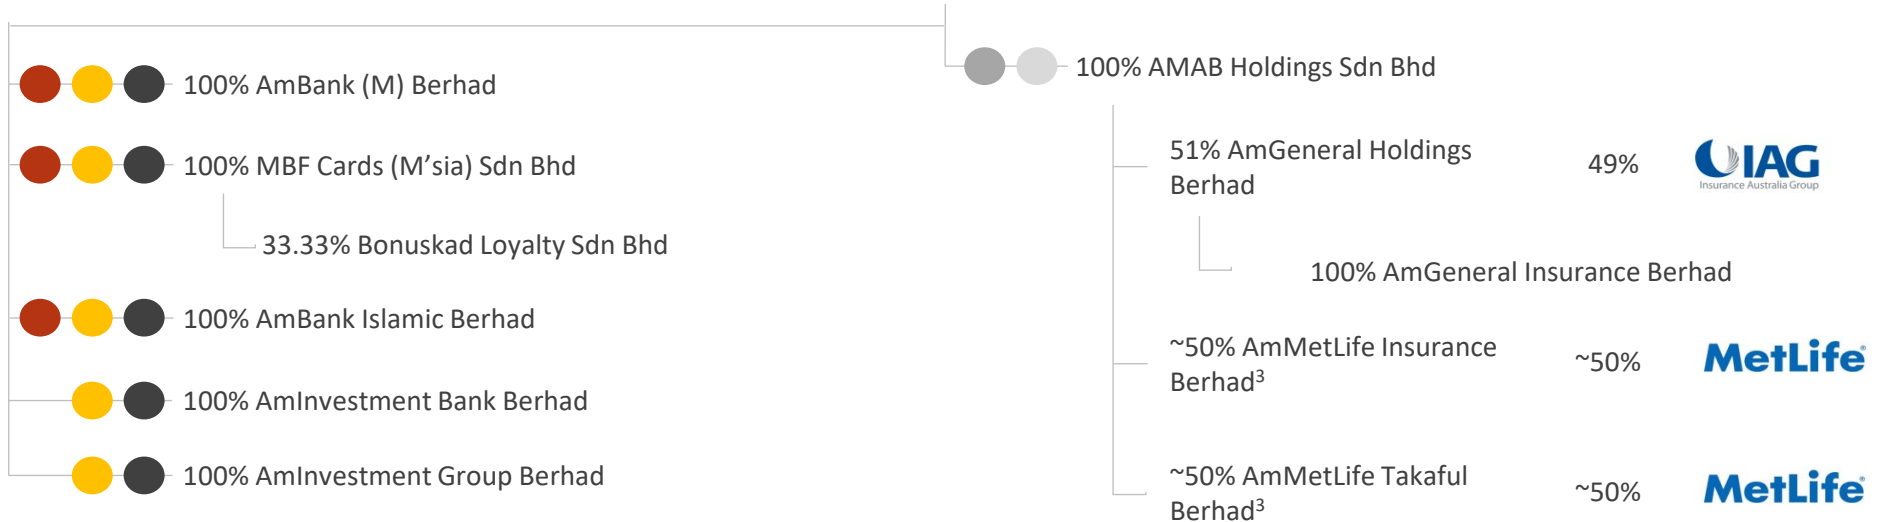 100% AmBank (M) Berhad
100% MBF Cards (M’sia) Sdn Bhd
33.33% Bonuskad Loyalty Sdn Bhd
100% AmBank Islamic Berhad
100% AmInvestment Bank Berhad
100% AmInvestment Group Berhad
100% AMAB Holdings Sdn Bhd
51% AmGeneral Holdings
Berhad
49%
IAG
Insurance Australia Group
100% AmGeneral Insurance Berhad
~50% AmMetLife Insurance
Berhad³
~50%
MetLife®
~50% AmMetLife Takaful
Berhad³
~50%
MetLife®